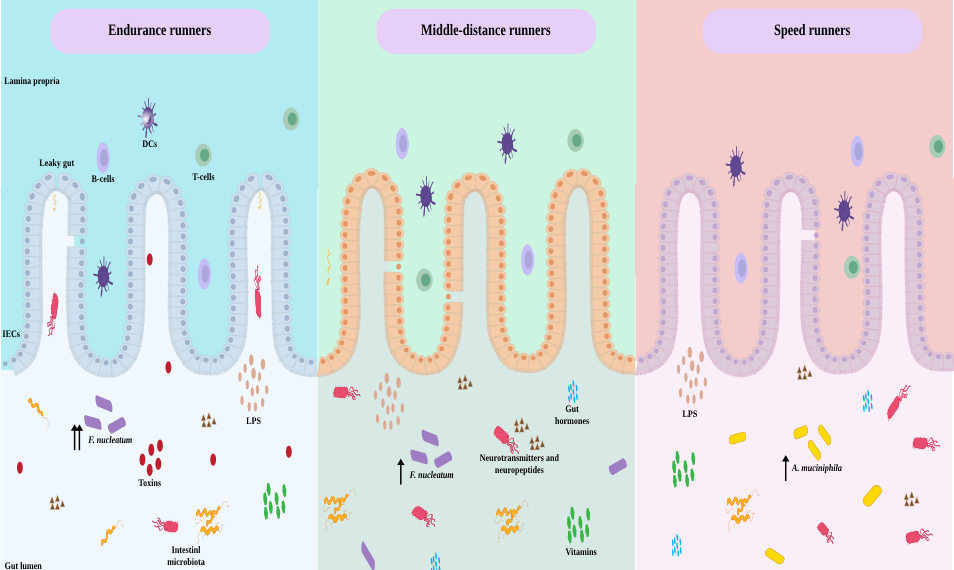 Endurance runners
Middle-distance runners
Speed runners
Lamina propria
DCs
Leaky gut
B-cells
T-cells
IECs
LPS
F. nucleatum
Toxins
Intestinl
microbiota
Gut lumen
Gut
hormones
Neurotransmitters and
neuropeptides
F. nucleatum
Vitamins
LPS
A. muciniphila